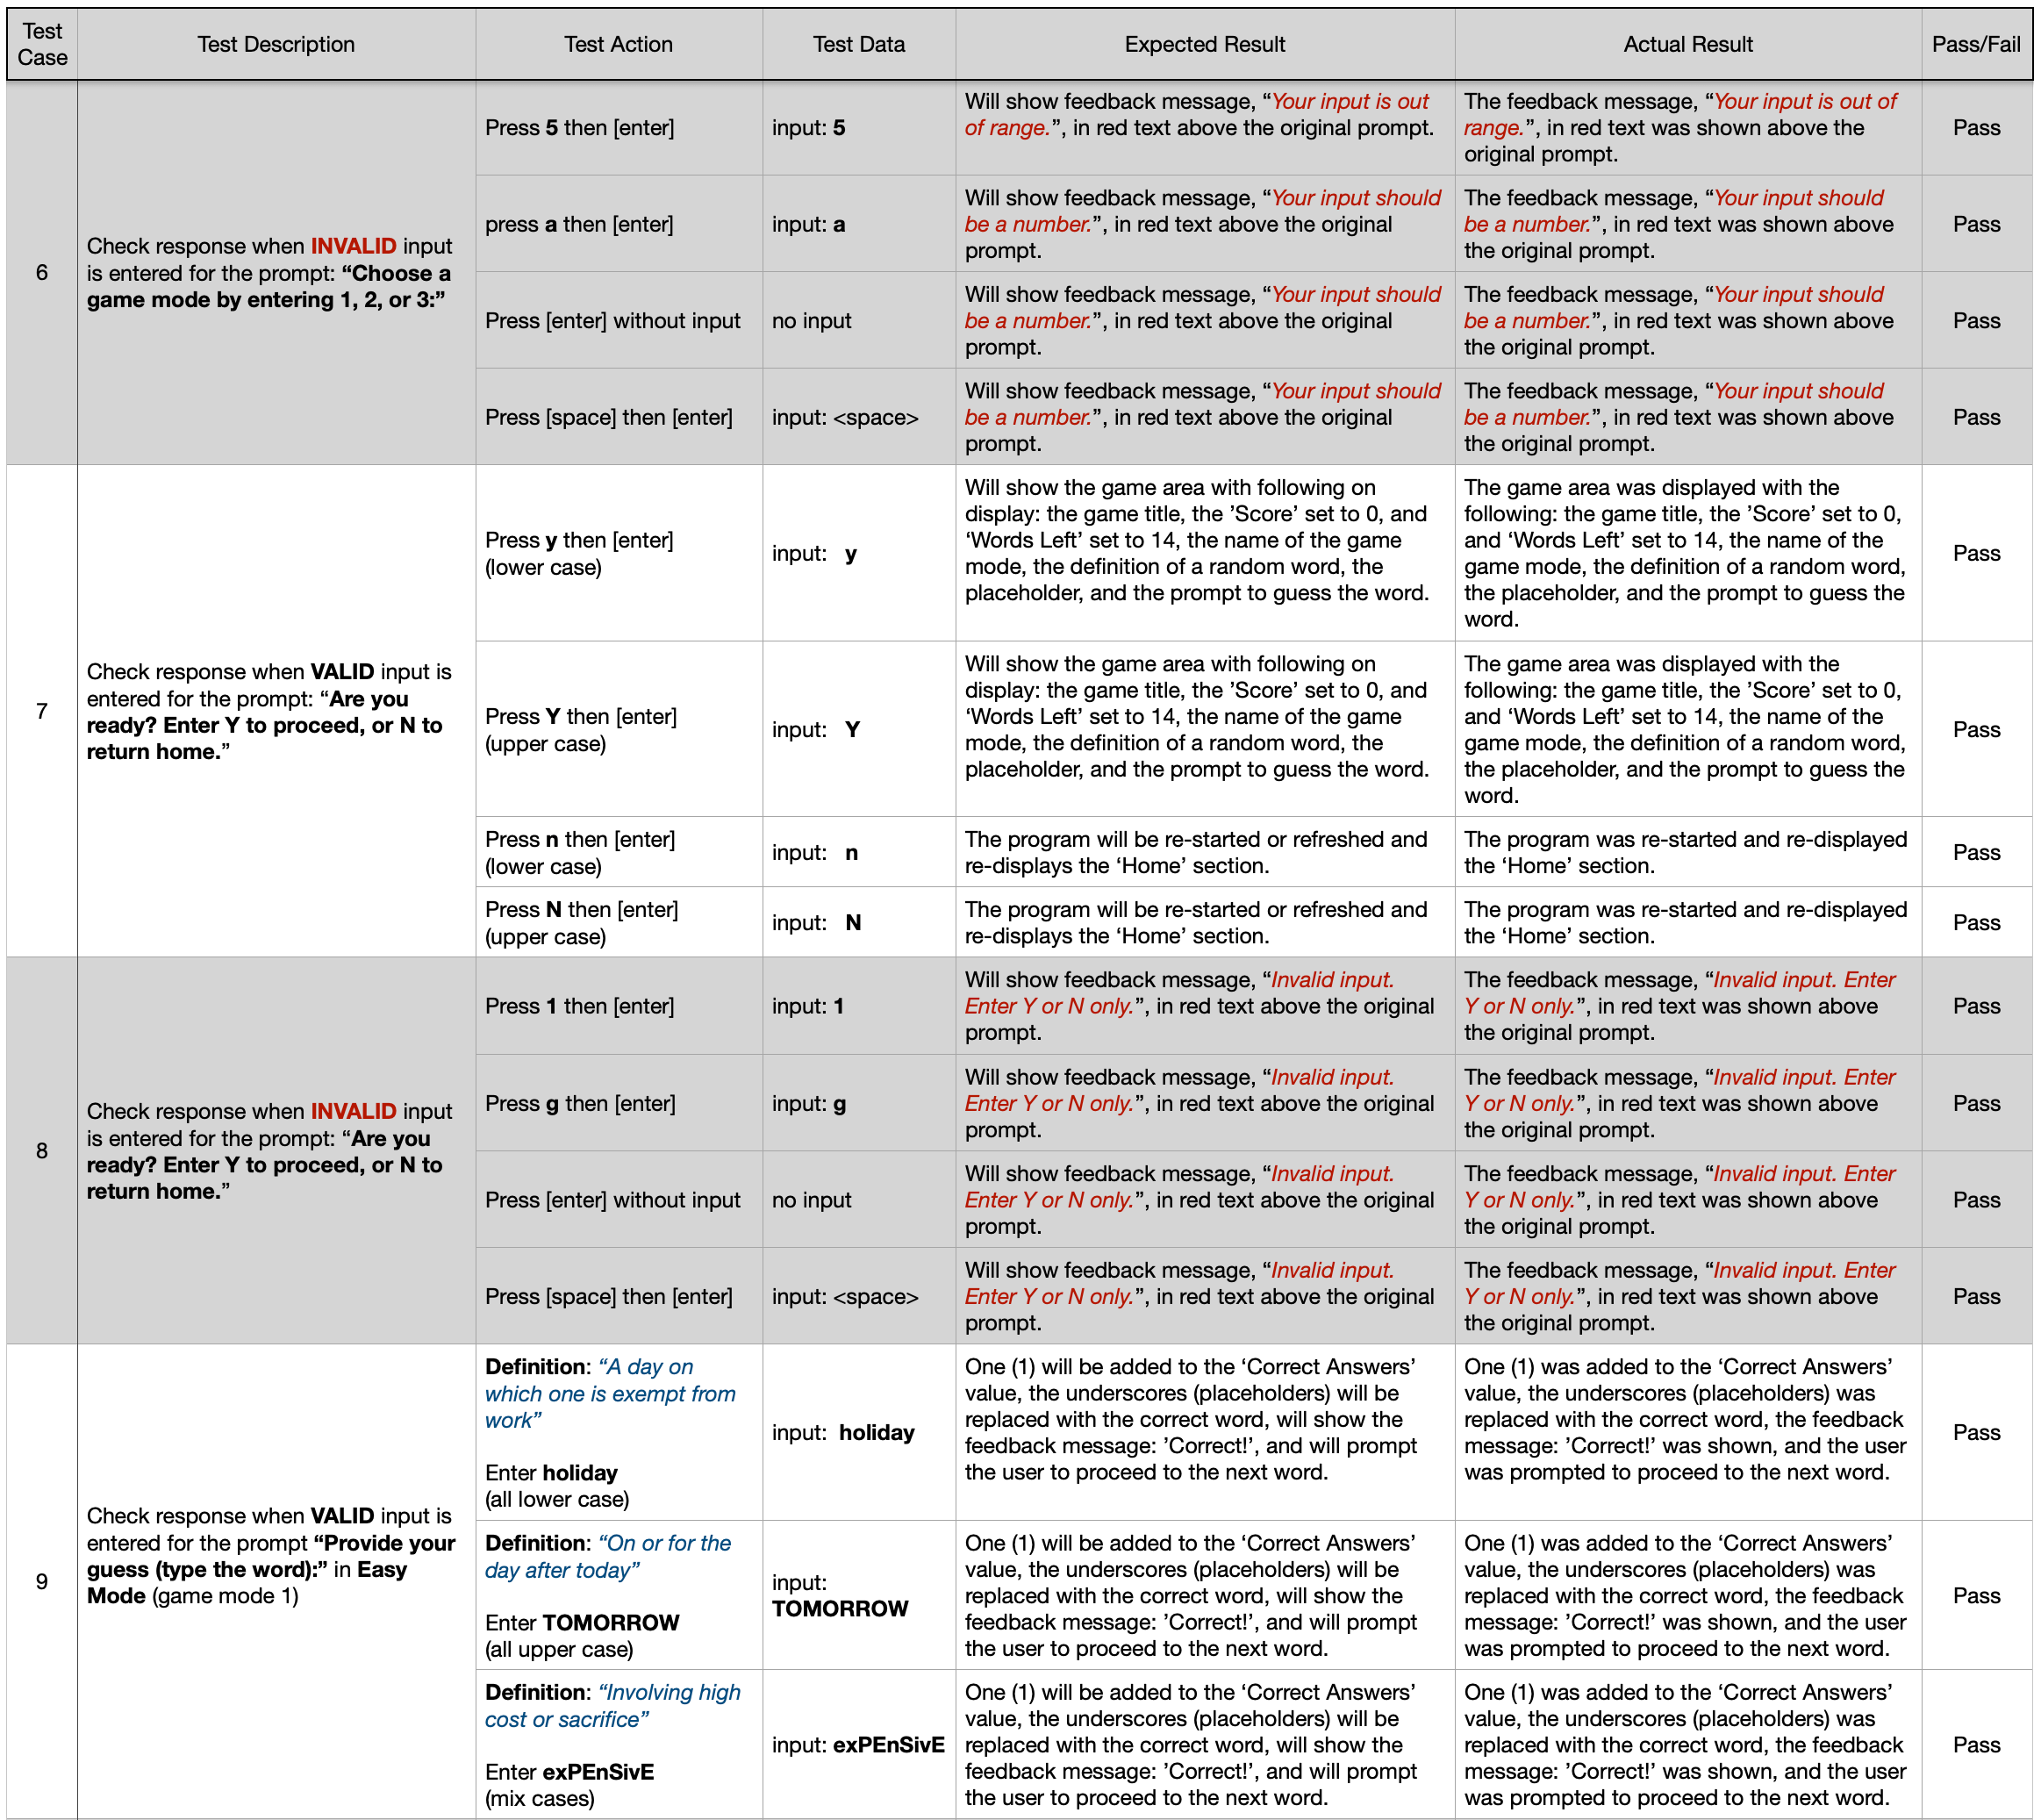 Test Case
Test Description
Test Action
Test Data
Expected Result
Actual Result
Pass/Fail
6
Check response when INVALID input
is entered for the prompt: “Choose a
game mode by entering 1, 2, or 3:”
Press 5 then [enter]
input: 5
Will show feedback message, “Your input is out
of range.”, in red text above the original prompt.
The feedback message, “Your input is out of
range.”, in red text was shown above the
original prompt.
Pass
press a then [enter]
input: a
Will show feedback message, “Your input should
be a number.”, in red text above the original
prompt.
The feedback message, “Your input should
be a number.”, in red text was shown above
the original prompt.
Pass
Press [enter] without input
no input
Will show feedback message, “Your input should
be a number.”, in red text above the original
prompt.
The feedback message, “Your input should
be a number.”, in red text was shown above
the original prompt.
Pass
Press [space] then [enter]
input: <space>
Will show feedback message, “Your input should
be a number.”, in red text above the original
prompt.
The feedback message, “Your input should
be a number.”, in red text was shown above
the original prompt.
Pass
7
Check response when VALID input is
entered for the prompt: “Are you
ready? Enter Y to proceed, or N to
return home.”
Press y then [enter]
(lower case)
input: y
Will show the game area with following on
display: the game title, the ’Score’ set to 0, and
‘Words Left’ set to 14, the name of the game
mode, the definition of a random word, the
placeholder, and the prompt to guess the word.
The game area was displayed with the
following: the game title, the ’Score’ set to 0,
and ‘Words Left’ set to 14, the name of the
game mode, the definition of a random word,
the placeholder, and the prompt to guess the
word.
Pass
Press Y then [enter]
(upper case)
input: Y
Will show the game area with following on
display: the game title, the ’Score’ set to 0, and
‘Words Left’ set to 14, the name of the game
mode, the definition of a random word, the
placeholder, and the prompt to guess the word.
The game area was displayed with the
following: the game title, the ’Score’ set to 0,
and ‘Words Left’ set to 14, the name of the
game mode, the definition of a random word,
the placeholder, and the prompt to guess the
word.
Pass
Press n then [enter]
(lower case)
input: n
The program will be re-started or refreshed and
re-displays the ‘Home’ section.
The program was re-started and re-displayed
the ‘Home’ section.
Pass
Press N then [enter]
(upper case)
input: N
The program will be re-started or refreshed and
re-displays the ‘Home’ section.
The program was re-started and re-displayed
the ‘Home’ section.
Pass
8
Check response when INVALID input
is entered for the prompt: “Are you
ready? Enter Y to proceed, or N to
return home.”
Press 1 then [enter]
input: 1
Will show feedback message, “Invalid input.
Enter Y or N only.”, in red text above the original
prompt.
The feedback message, “Invalid input. Enter
Y or N only.”, in red text was shown above
the original prompt.
Pass
Press g then [enter]
input: g
Will show feedback message, “Invalid input.
Enter Y or N only.”, in red text above the original
prompt.
The feedback message, “Invalid input. Enter
Y or N only.”, in red text was shown above
the original prompt.
Pass
Press [enter] without input
no input
Will show feedback message, “Invalid input.
Enter Y or N only.”, in red text above the original
prompt.
The feedback message, “Invalid input. Enter
Y or N only.”, in red text was shown above
the original prompt.
Pass
Press [space] then [enter]
input: <space>
Will show feedback message, “Invalid input.
Enter Y or N only.”, in red text above the original
prompt.
The feedback message, “Invalid input. Enter
Y or N only.”, in red text was shown above
the original prompt.
Pass
9
Check response when VALID input is
entered for the prompt “Provide your
guess (type the word):” in Easy
Mode (game mode 1)
Definition: “A day on
which one is exempt from
work”
Enter holiday
(all lower case)
input: holiday
One (1) will be added to the ‘Correct Answers’
value, the underscores (placeholders) will be
replaced with the correct word, will show the
feedback message: ’Correct!’, and will prompt
the user to proceed to the next word.
One (1) was added to the ‘Correct Answers’
value, the underscores (placeholders) was
replaced with the correct word, the feedback
message: ’Correct!’ was shown, and the user
was prompted to proceed to the next word.
Pass
Definition: “On or for the
day after today”
Enter TOMORROW
(all upper case)
input:
TOMORROW
One (1) will be added to the ‘Correct Answers’
value, the underscores (placeholders) will be
replaced with the correct word, will show the
feedback message: ’Correct!’, and will prompt
the user to proceed to the next word.
One (1) was added to the ‘Correct Answers’
value, the underscores (placeholders) was
replaced with the correct word, the feedback
message: ’Correct!’ was shown, and the user
was prompted to proceed to the next word.
Pass
Definition: “Involving high
cost or sacrifice”
Enter exPEnSivE
(mix cases)
input: exPEnSivE
One (1) will be added to the ‘Correct Answers’
value, the underscores (placeholders) will be
replaced with the correct word, will show the
feedback message: ’Correct!’, and will prompt
the user to proceed to the next word.
One (1) was added to the ‘Correct Answers’
value, the underscores (placeholders) was
replaced with the correct word, the feedback
message: ’Correct!’ was shown, and the user
was prompted to proceed to the next word.
Pass